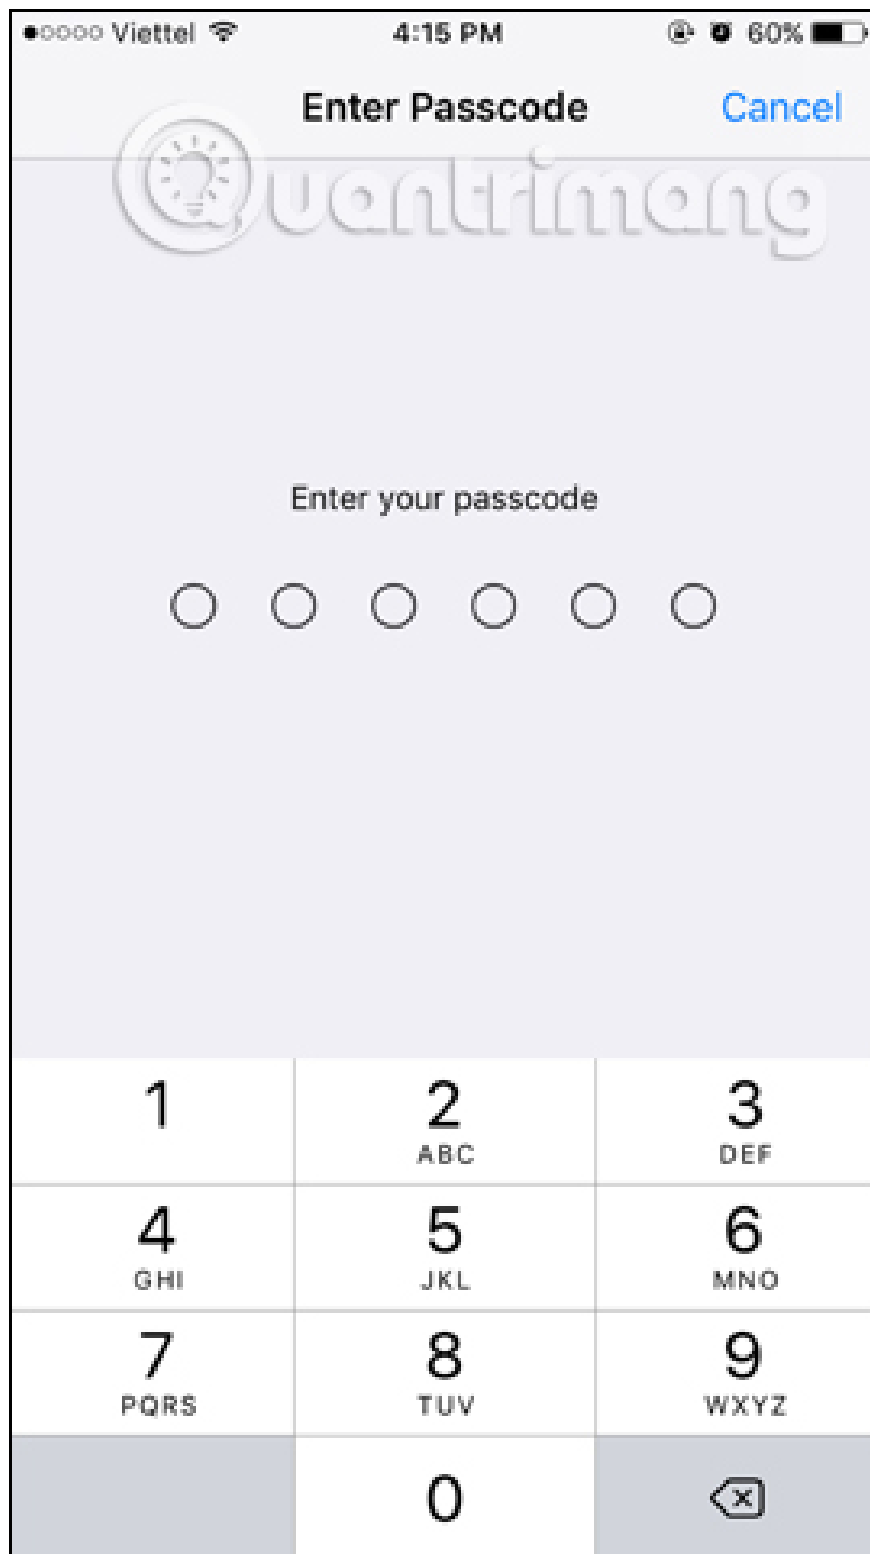 Viettel 4:15 PM 60%
Enter Passcode Cancel
Quantrimang
Enter your passcode
1 2 3
ABC DEF
4 5 6
GHI JKL MNO
7 8 9
PQRS TUV WXYZ
0